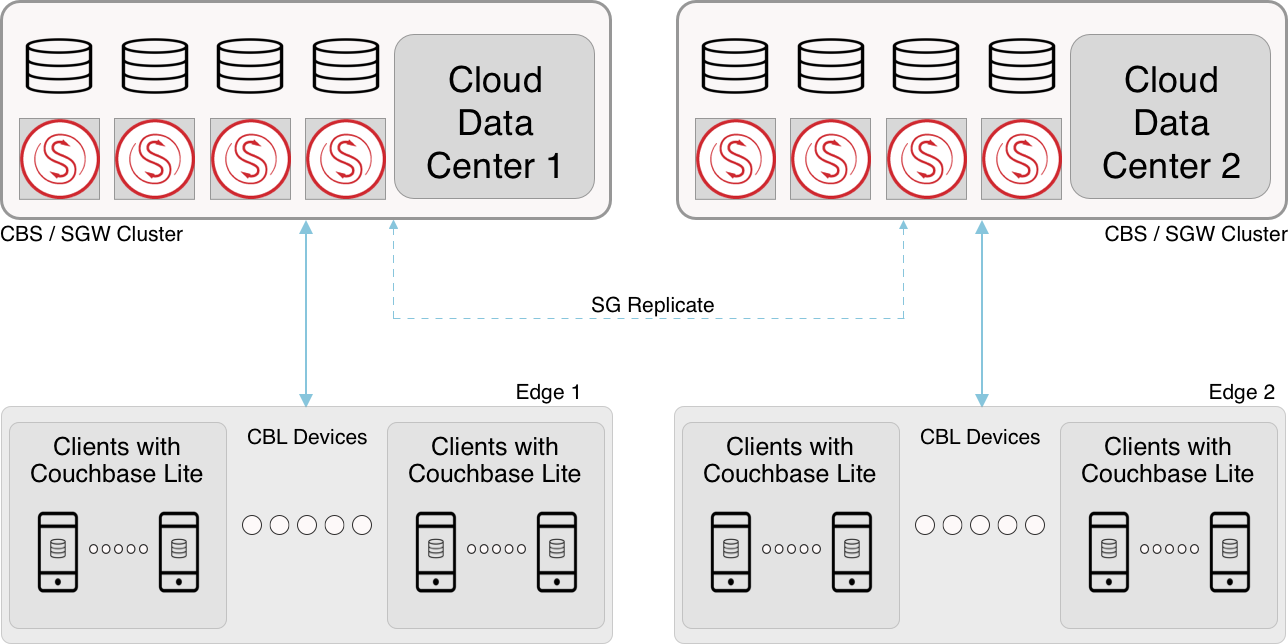 Cloud
Data
Center 1
Cloud
Data
Center 2
CBS / SGW Cluster
CBS / SGW Cluster
SG Replicate
Edge 1
Edge 2
Clients with
Couchbase Lite
CBL Devices
Clients with
Couchbase Lite
Clients with
Couchbase Lite
CBL Devices
Clients with
Couchbase Lite